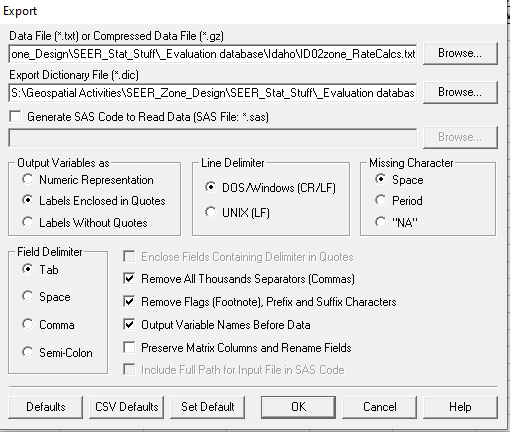 Export
Data File (*.txt) or Compressed Data File (*.gz)
one_Design\SEER_Stat_Stuff\_Evaluation database\Idaho\ID02zone_RateCalcs.txt
Browse...
Export Dictionary File (*.dic)
S:\Geospatial Activities\SEER_Zone_Design\SEER_Stat_Stuff\_Evaluation databas
Browse...
Generate SAS Code to Read Data (SAS File: *.sas)
Browse...
Output Variables as
Numeric Representation
Labels Enclosed in Quotes
Labels Without Quotes
Line Delimiter
DOS/Windows (CR/LF)
UNIX (LF)
Missing Character
Space
Period
"NA"
Field Delimiter
Tab
Space
Comma
Semi-Colon
Enclose Fields Containing Delimiter in Quotes
Remove All Thousands Separators (Commas)
Remove Flags (Footnote), Prefix and Suffix Characters
Output Variable Names Before Data
Preserve Matrix Columns and Rename Fields
Include Full Path for Input File in SAS Code
Defaults
CSV Defaults
Set Default
OK
Cancel
Help